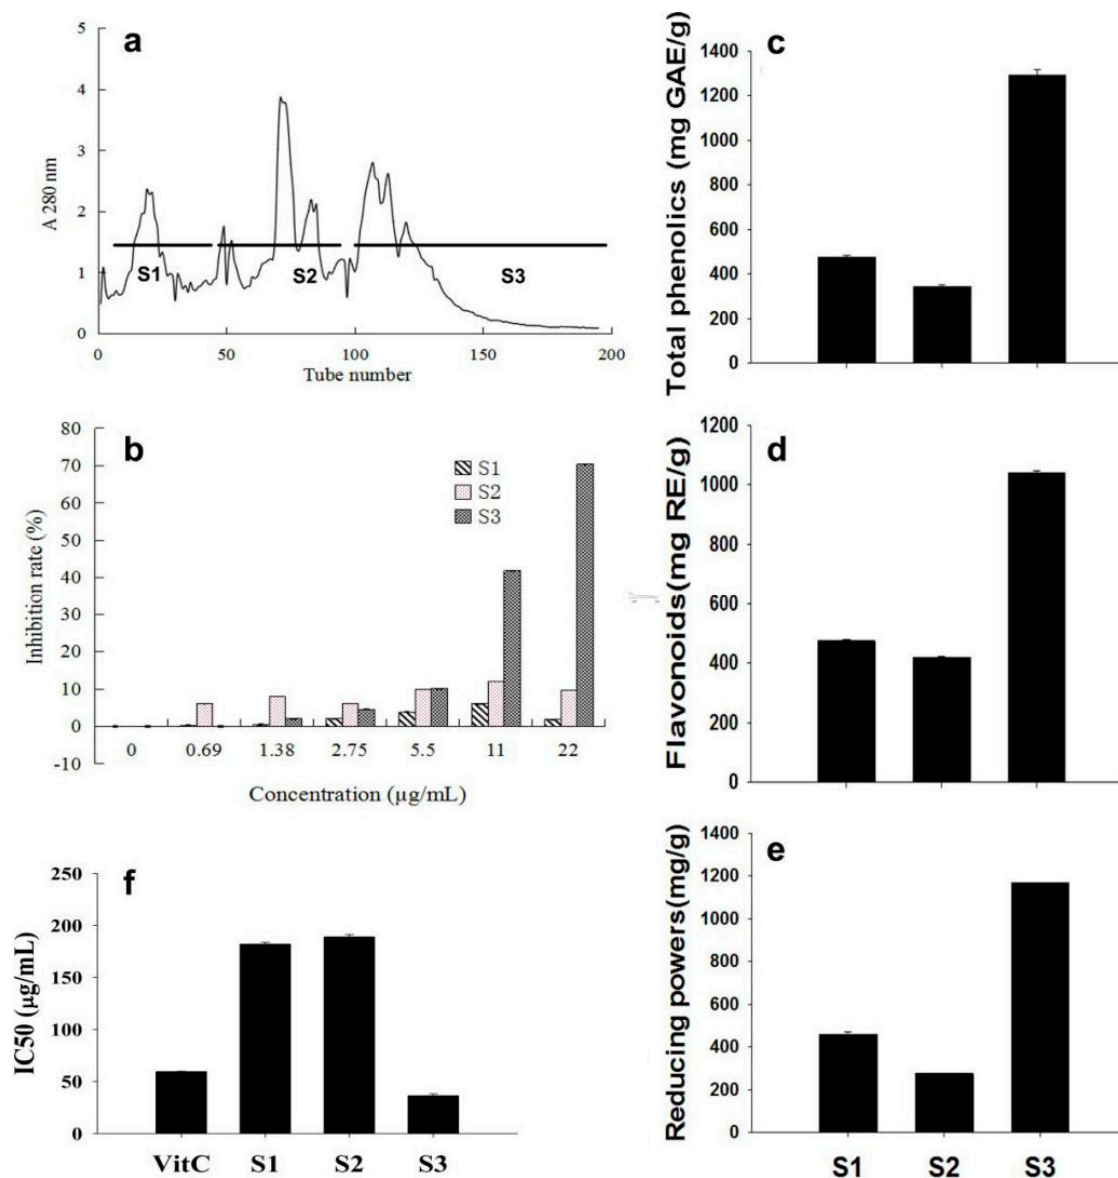 a
5
4
3
2
1
0
A 280 nm
S1
S2
S3
0
50
100
150
200
Tube number
b
80
70
60
50
40
30
20
10
0
-10
Inhibition rate (%)
S1
S2
S3
0
0.69
1.38
2.75
5.5
11
22
Concentration (µg/mL)
f
250
200
150
100
50
0
IC50 (µg/mL)
VitC
S1
S2
S3
c
1400
1200
1000
800
600
400
200
0
Total phenolics (mg GAE/g)
d
1200
1000
800
600
400
200
0
Flavonoids(mg RE/g)
e
1400
1200
1000
800
600
400
200
0
Reducing powers(mg/g)
S1
S2
S3